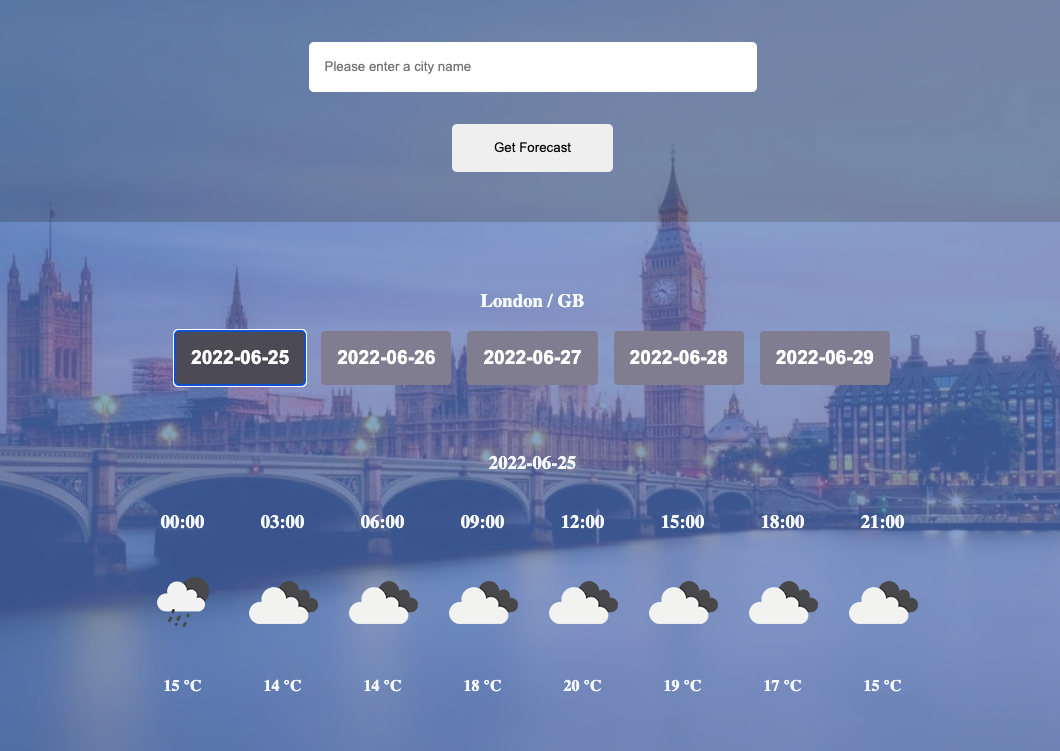 Please enter a city name
Get Forecast
London / GB
2022-06-25 2022-06-26 2022-06-27 2022-06-28 2022-06-29
2022-06-25
00:00 03:00 06:00 09:00 12:00 15:00 18:00 21:00
15 °C 14 °C 14 °C 18 °C 20 °C 19 °C 17 °C 15 °C